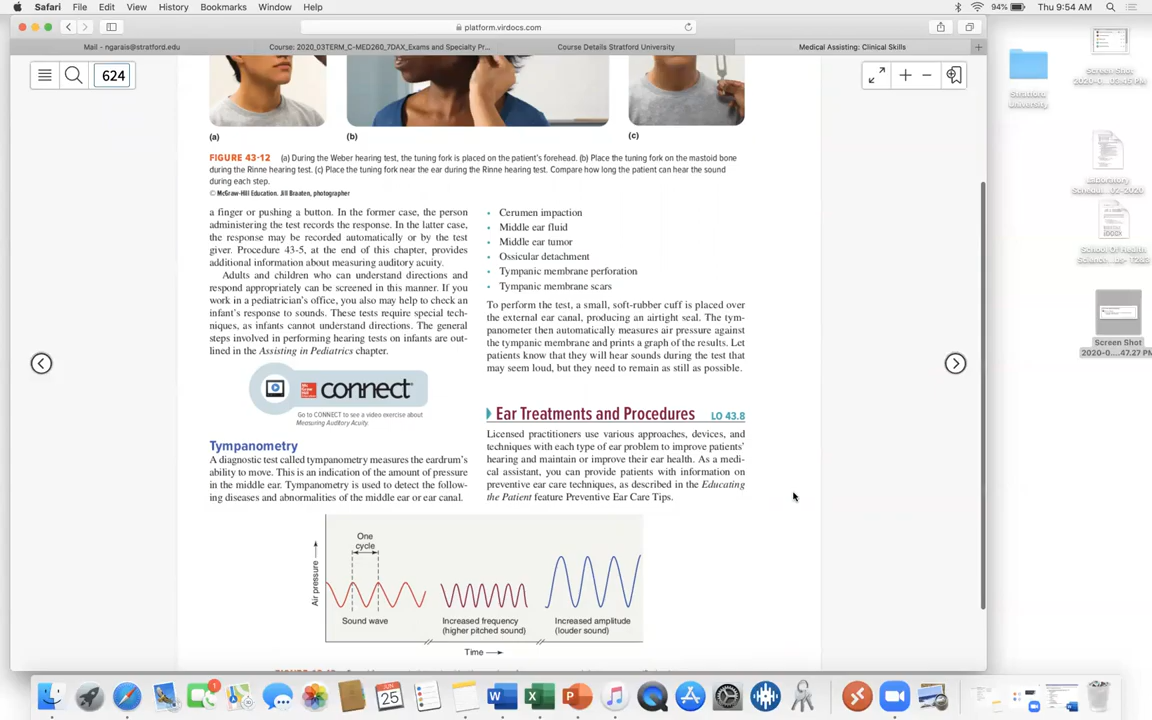 Safari File Edit View History Bookmarks Window Help
94% Thu 9:54 AM
platform.virdocs.com
Mail - ngarais@stratford.edu
Course: 2020_03TERM_C-MED260_7DAX_Exams and Specialty Pr...
Course Details Stratford University
Medical Assisting: Clinical Skills
624
(a)
(b)
(c)
FIGURE 43-12 (a) During the Weber hearing test, the tuning fork is placed on the patient's forehead. (b) Place the tuning fork on the mastoid bone
during the Rinne hearing test. (c) Place the tuning fork near the ear during the Rinne hearing test. Compare how long the patient can hear the sound
during each step.
© McGraw-Hill Education. Jill Braaten, photographer
a finger or pushing a button. In the former case, the person
administering the test records the response. In the latter case,
the response may be recorded automatically or by the test
giver. Procedure 43-5, at the end of this chapter, provides
additional information about measuring auditory acuity.
Adults and children who can understand directions and
respond appropriately can be screened in this manner. If you
work in a pediatrician's office, you also may help to check an
infant's response to sounds. These tests require special tech-
niques, as infants cannot understand directions. The general
steps involved in performing hearing tests on infants are out-
lined in the Assisting in Pediatrics chapter.
connect
Go to CONNECT to see a video exercise about
Measuring Auditory Acuity.
Tympanometry
A diagnostic test called tympanometry measures the eardrum's
ability to move. This is an indication of the amount of pressure
in the middle ear. Tympanometry is used to detect the follow-
ing diseases and abnormalities of the middle ear or ear canal.
• Cerumen impaction
• Middle ear fluid
• Middle ear tumor
• Ossicular detachment
• Tympanic membrane perforation
• Tympanic membrane scars
To perform the test, a small, soft-rubber cuff is placed over
the external ear canal, producing an airtight seal. The tym-
panometer then automatically measures air pressure against
the tympanic membrane and prints a graph of the results. Let
patients know that they will hear sounds during the test that
may seem loud, but they need to remain as still as possible.
Ear Treatments and Procedures LO 43.8
Licensed practitioners use various approaches, devices, and
techniques with each type of ear problem to improve patients'
hearing and maintain or improve their ear health. As a medi-
cal assistant, you can provide patients with information on
preventive ear care techniques, as described in the Educating
the Patient feature Preventive Ear Care Tips.
Air pressure
One
cycle
Sound wave
Increased frequency
(higher pitched sound)
Increased amplitude
(louder sound)
Time
Stratford
University
Screen Shot
School Of Health
Screen Shot
2020-0....47.27 PM
JUN
25
1